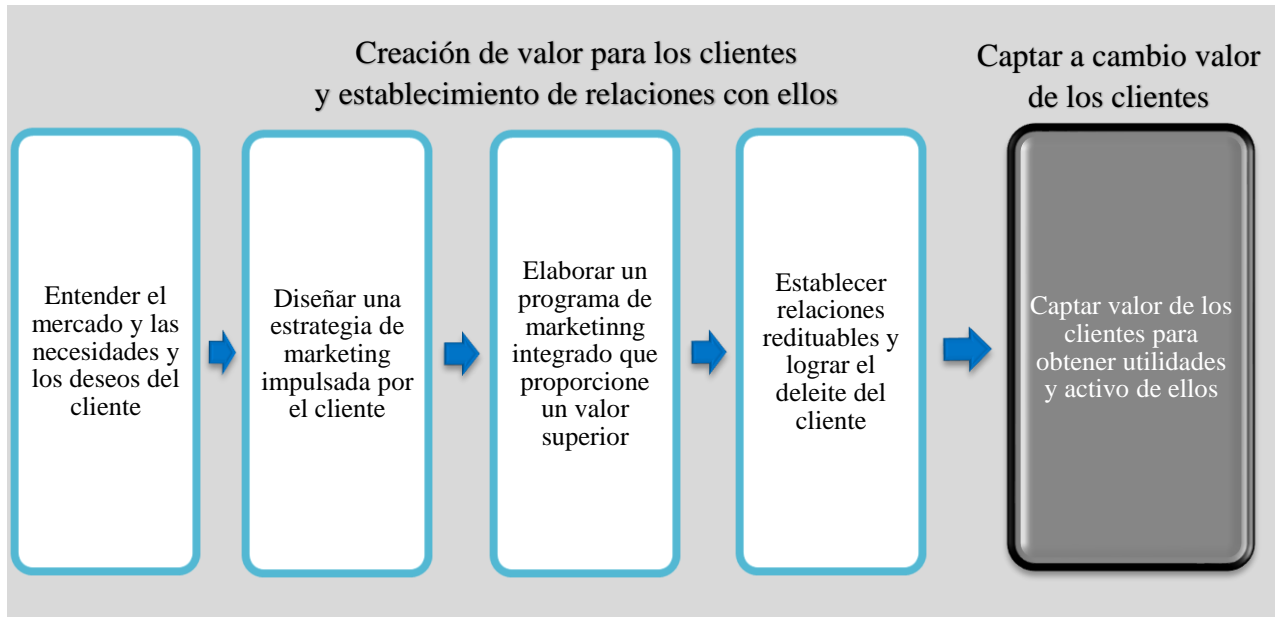 Creación de valor para los clientes
y establecimiento de relaciones con ellos
Captar a cambio valor
de los clientes
Entender el
mercado y las
necesidades y
los deseos del
cliente
Diseñar una
estrategia de
marketing
impulsada por
el cliente
Elaborar un
programa de
marketinng
integrado que
proporcione
un valor
superior
Establecer
relaciones
redituables y
lograr el
deleite del
cliente
Captar valor de los
clientes para
obtener utilidades
y activo de ellos